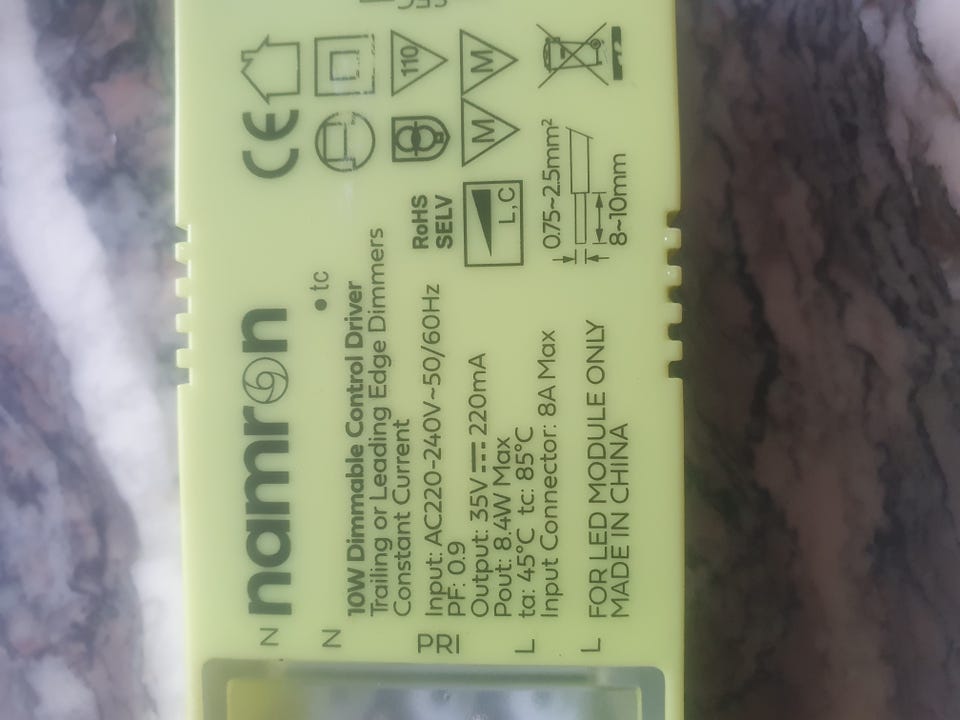 namron
• tc
10W Dimmable Control Driver
Trailing or Leading Edge Dimmers
Constant Current
Input: AC220-240V~50/60Hz
PF: 0.9
Output: 35V⎓220mA
Pout: 8.4W Max
ta: 45°C tc: 85°C
Input Connector: 8A Max
FOR LED MODULE ONLY
MADE IN CHINA
N
N
PRI
L
L
CE
110
M
M
RoHS
SELV
L,C
0.75~2.5mm²
8~10mm
SEC